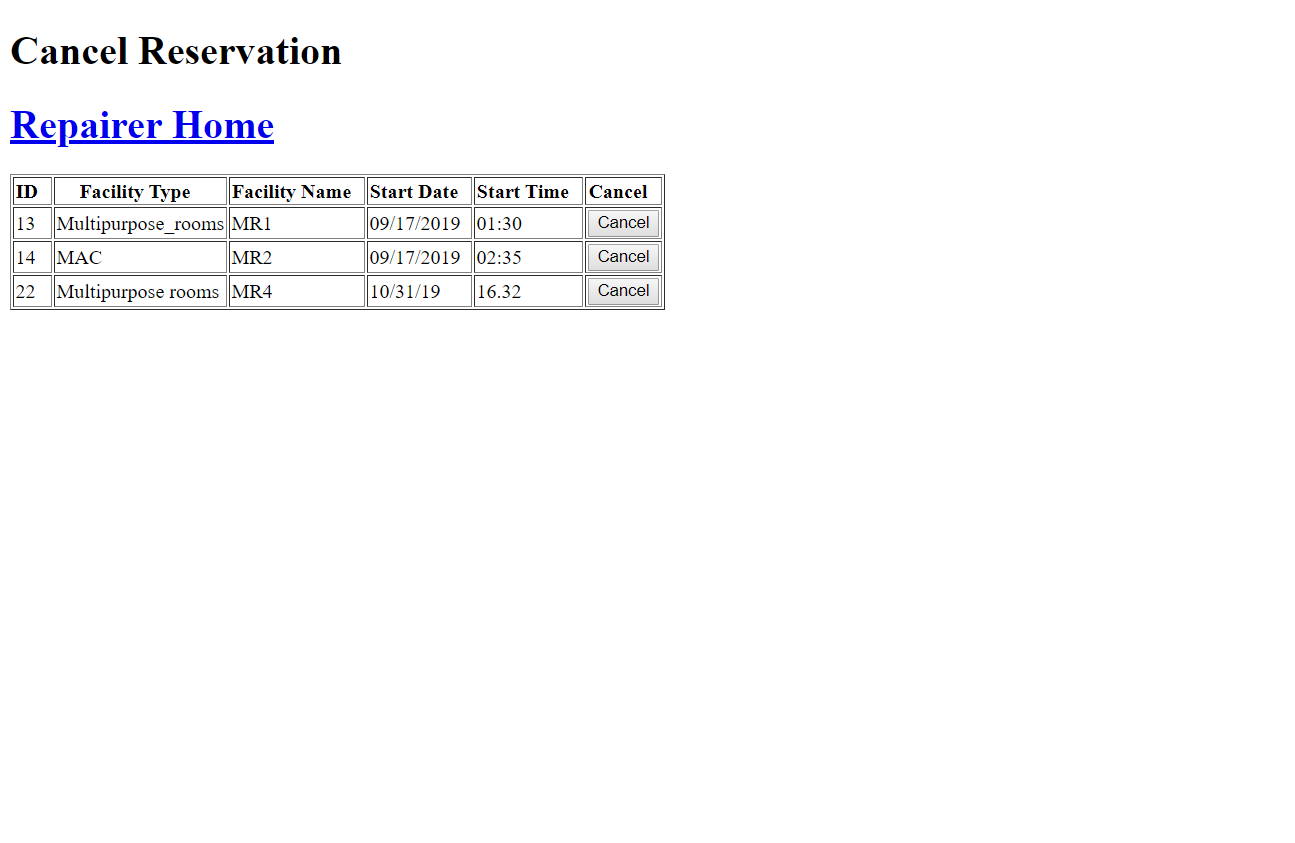 Cancel Reservation
Repairer Home
ID Facility Type Facility Name Start Date Start Time Cancel
13 Multipurpose_rooms MR1 09/17/2019 01:30 Cancel
14 MAC MR2 09/17/2019 02:35 Cancel
22 Multipurpose rooms MR4 10/31/19 16.32 Cancel